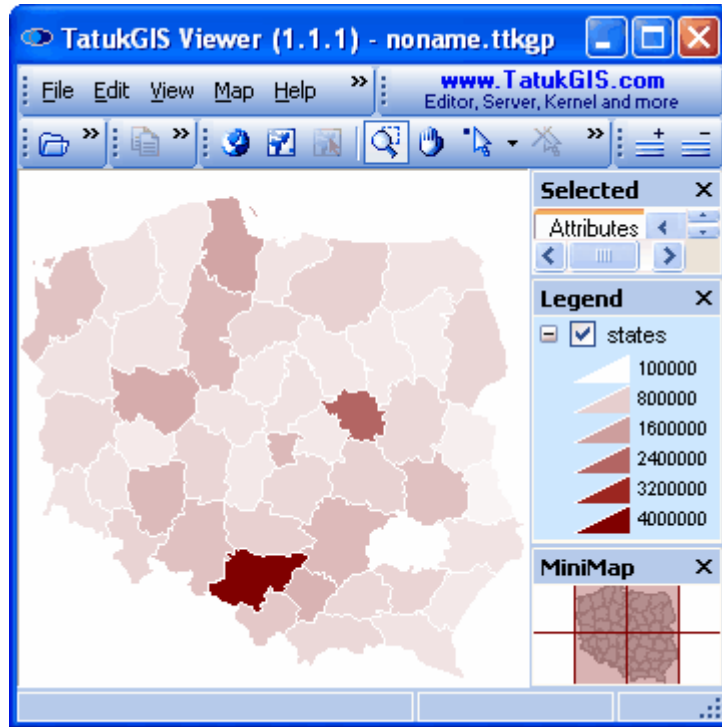 TatukGIS Viewer (1.1.1) - noname.ttkgp
File Edit View Map Help »
www.TatukGIS.com
Editor, Server, Kernel and more
» » »
Selected
Attributes
Legend
states
100000
800000
1600000
2400000
3200000
4000000
MiniMap